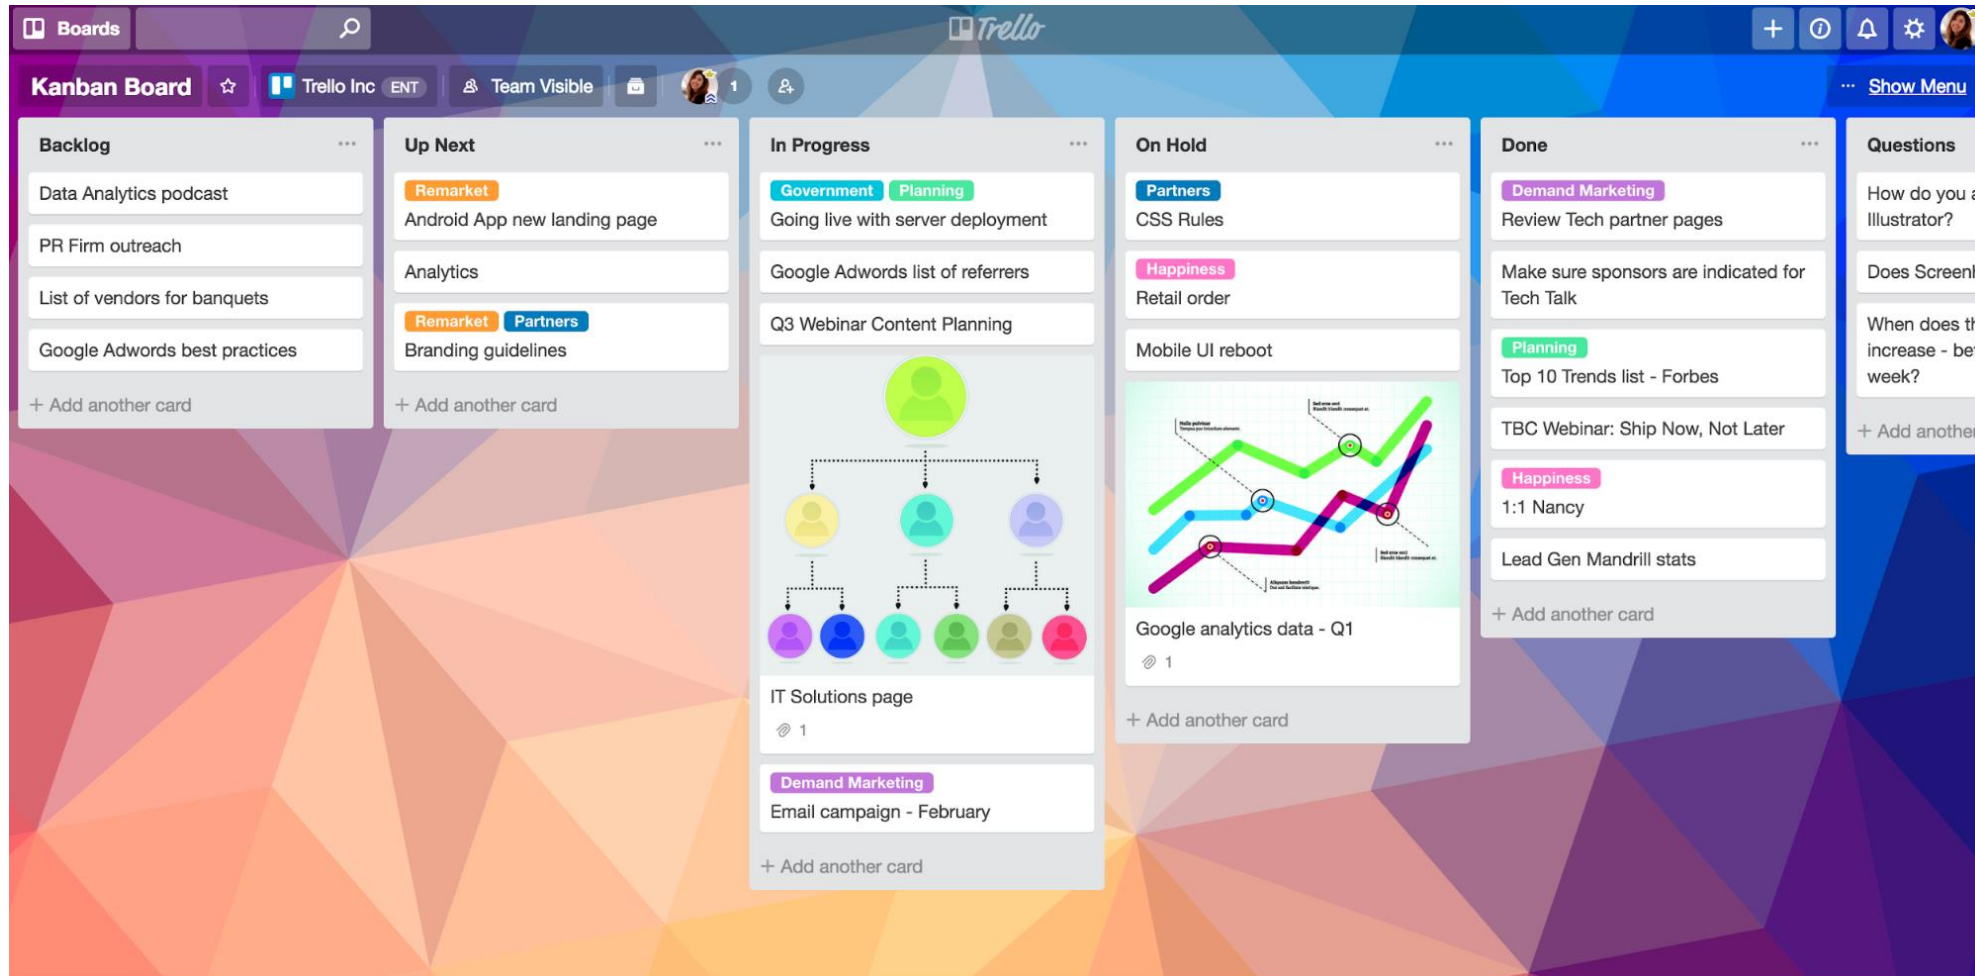 Boards
Trello
Kanban Board
Trello Inc ENT
Team Visible
1
... Show Menu
Backlog
Data Analytics podcast
PR Firm outreach
List of vendors for banquets
Google Adwords best practices
+ Add another card
Up Next
Remarket
Android App new landing page
Analytics
Remarket Partners
Branding guidelines
+ Add another card
In Progress
Government Planning
Going live with server deployment
Google Adwords list of referrers
Q3 Webinar Content Planning
IT Solutions page
1
Demand Marketing
Email campaign - February
+ Add another card
On Hold
Partners
CSS Rules
Happiness
Retail order
Mobile UI reboot
Google analytics data - Q1
1
+ Add another card
Done
Demand Marketing
Review Tech partner pages
Make sure sponsors are indicated for
Tech Talk
Planning
Top 10 Trends list - Forbes
TBC Webinar: Ship Now, Not Later
Happiness
1:1 Nancy
Lead Gen Mandrill stats
+ Add another card
Questions
How do you
Illustrator?
Does
When does
increase -
week?
+ Add